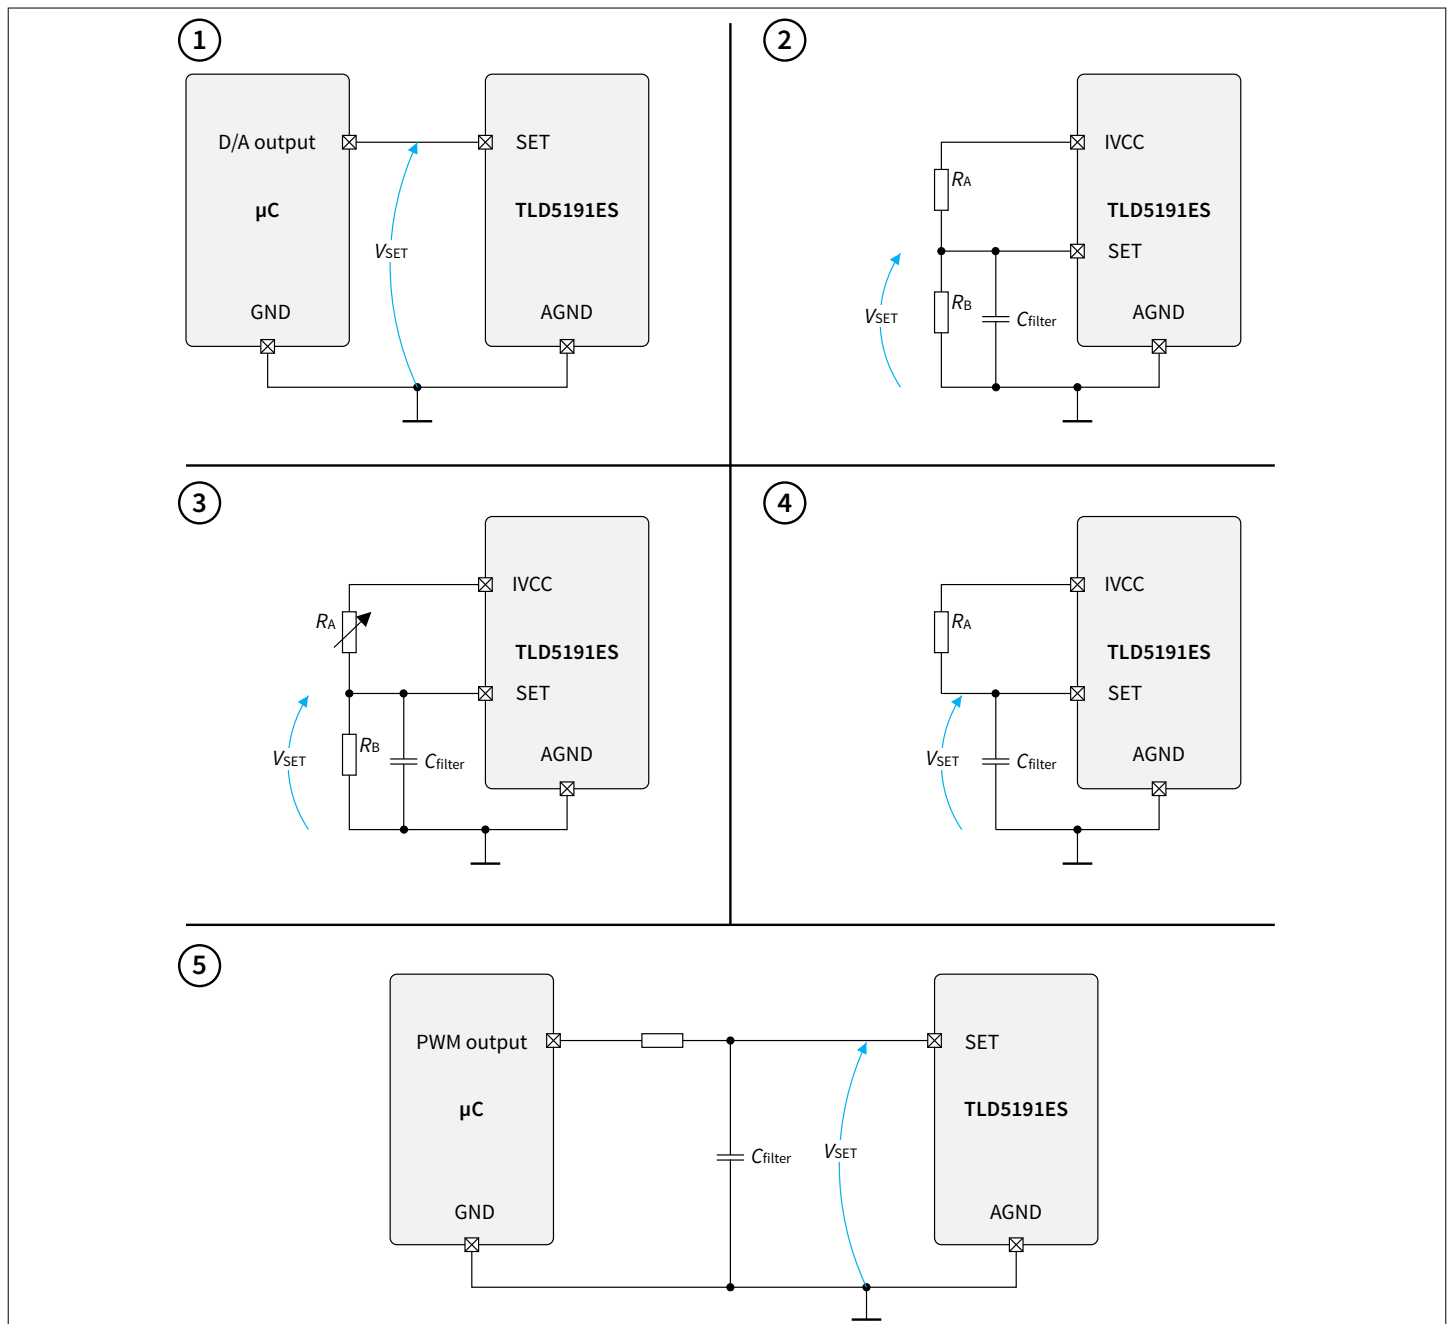 1
D/A output
SET
µC
TLD5191ES
VSET
GND
AGND
2
IVCC
RA
TLD5191ES
SET
RB
VSET
Cfilter
AGND
3
IVCC
RA
TLD5191ES
SET
RB
VSET
Cfilter
AGND
4
IVCC
RA
TLD5191ES
SET
VSET
Cfilter
AGND
5
PWM output
SET
µC
TLD5191ES
Cfilter
VSET
GND
AGND